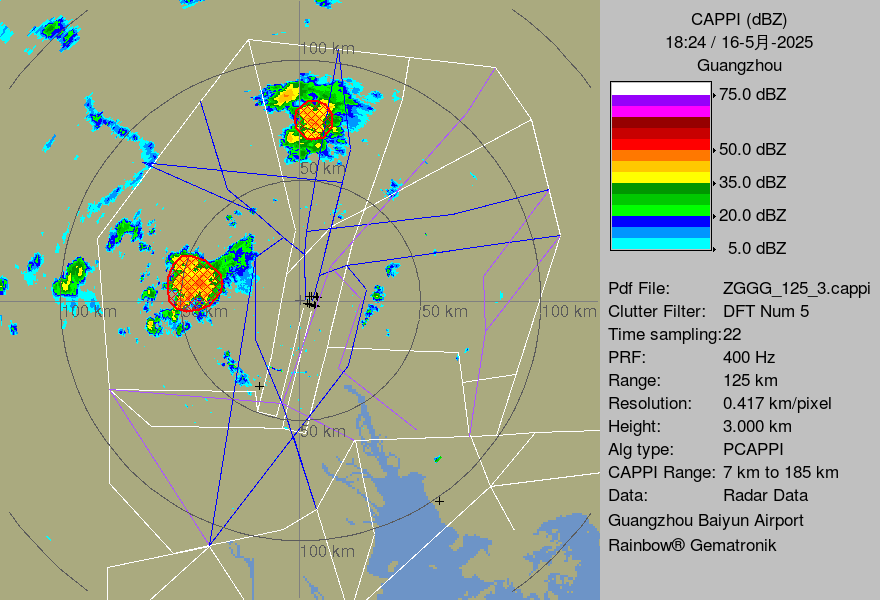 CAPPI (dBZ)
18:24 / 16-5月-2025
Guangzhou
75.0 dBZ
50.0 dBZ
35.0 dBZ
20.0 dBZ
5.0 dBZ
Pdf File: ZGGG_125_3.cappi
Clutter Filter: DFT Num 5
Time sampling:22
PRF: 400 Hz
Range: 125 km
Resolution: 0.417 km/pixel
Height: 3.000 km
Alg type: PCAPPI
CAPPI Range: 7 km to 185 km
Data: Radar Data
Guangzhou Baiyun Airport
Rainbow® Gematronik
100 km
50 km
100 km
50 km
100 km
50 km
100 km